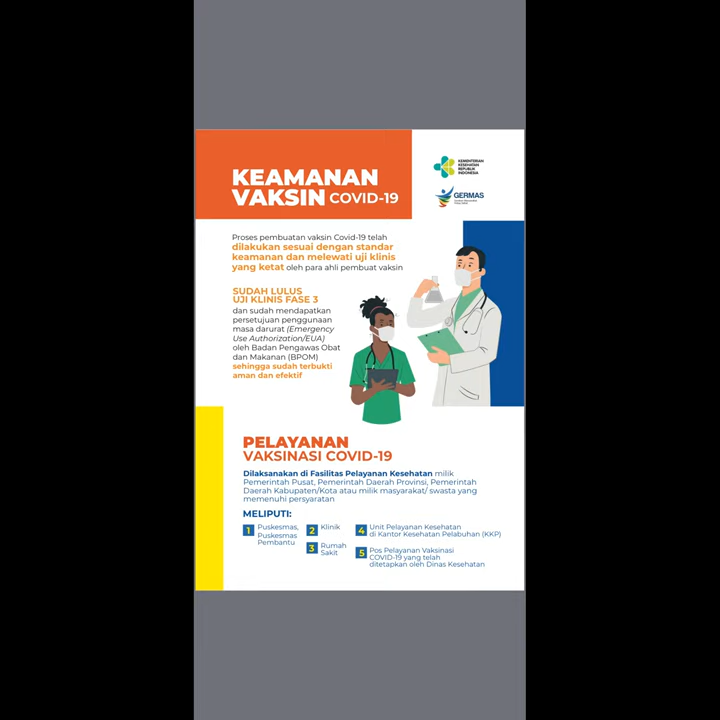 KEAMANAN
VAKSIN COVID-19
KEMENTERIAN
KESEHATAN
REPUBLIK
INDONESIA
GERMAS
Proses pembuatan vaksin Covid-19 telah
dilakukan sesuai dengan standar
keamanan dan melewati uji klinis
yang ketat oleh para ahli pembuat vaksin
SUDAH LULUS
UJI KLINIS FASE 3
dan sudah mendapatkan
persetujuan penggunaan
masa darurat (Emergency
Use Authorization/EUA)
oleh Badan Pengawas Obat
dan Makanan (BPOM)
sehingga sudah terbukti
aman dan efektif
PELAYANAN
VAKSINASI COVID-19
Dilaksanakan di Fasilitas Pelayanan Kesehatan milik
Pemerintah Pusat, Pemerintah Daerah Provinsi, Pemerintah
Daerah Kabupaten/Kota atau milik masyarakat/ swasta yang
memenuhi persyaratan
MELIPUTI:
1 Puskesmas,
Puskesmas
Pembantu
2 Klinik
3 Rumah
Sakit
4 Unit Pelayanan Kesehatan
di Kantor Kesehatan Pelabuhan (KKP)
5 Pos Pelayanan Vaksinasi
COVID-19 yang telah
ditetapkan oleh Dinas Kesehatan